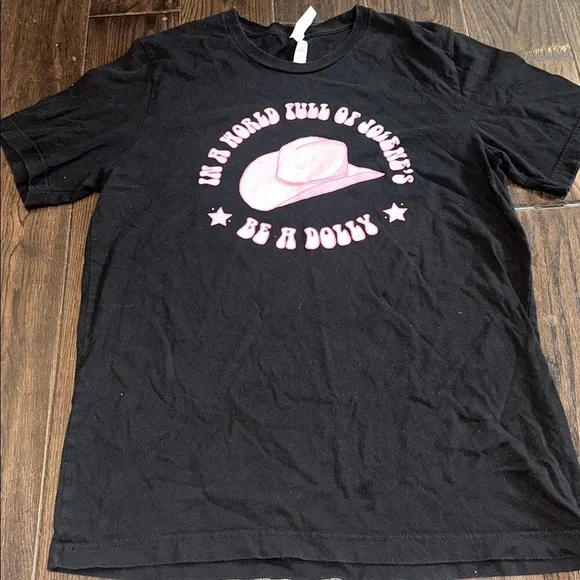 IN A WORLD FULL OF JOLENE'S
BE A DOLLY